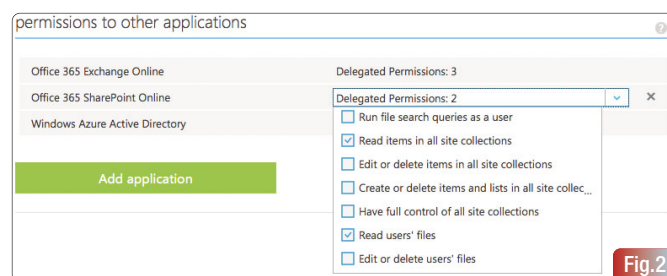 permissions to other applications
?
Office 365 Exchange Online Delegated Permissions: 3
Office 365 SharePoint Online Delegated Permissions: 2
Windows Azure Active Directory
Run file search queries as a user
Read items in all site collections
Edit or delete items in all site collections
Create or delete items and lists in all site collec...
Have full control of all site collections
Read users' files
Edit or delete users' files
Add application
Fig.2